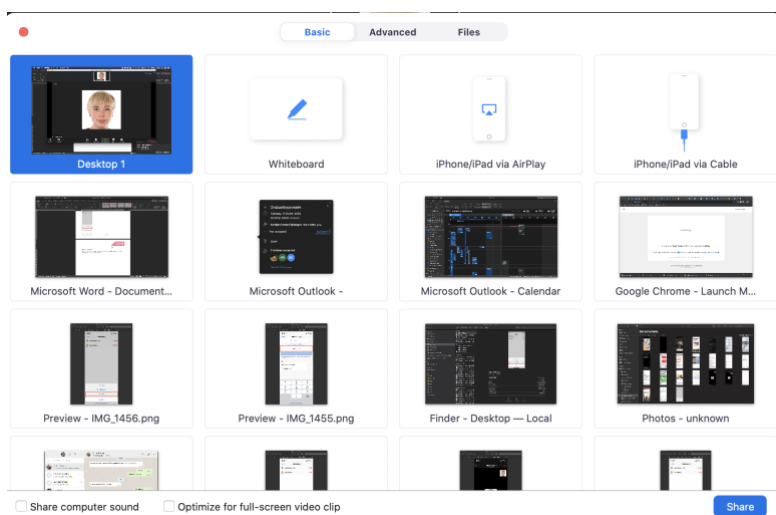 Basic Advanced Files
Desktop 1 Whiteboard iPhone/iPad via AirPlay iPhone/iPad via Cable
Microsoft Word - Document... Microsoft Outlook - Microsoft Outlook - Calendar Google Chrome - Launch M...
Preview - IMG_1456.png Preview - IMG_1455.png Finder - Desktop — Local Photos - unknown
Share computer sound Optimize for full-screen video clip Share